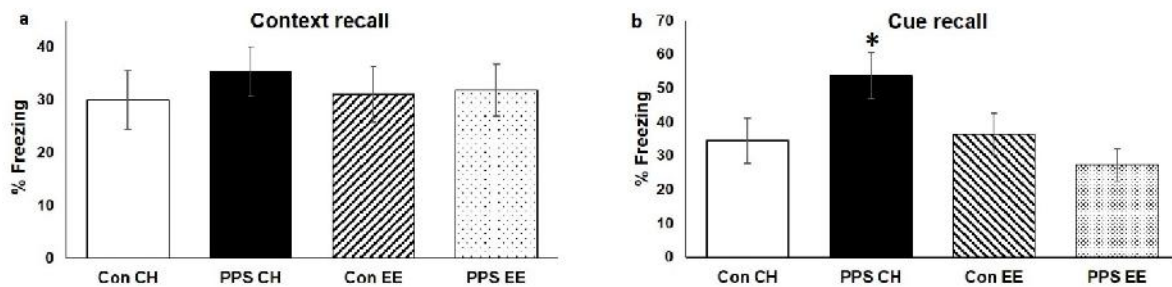 a
Context recall
% Freezing
40
30
20
10
0
Con CH
PPS CH
Con EE
PPS EE
b
Cue recall
% Freezing
70
60
50
40
30
20
10
0
*
Con CH
PPS CH
Con EE
PPS EE